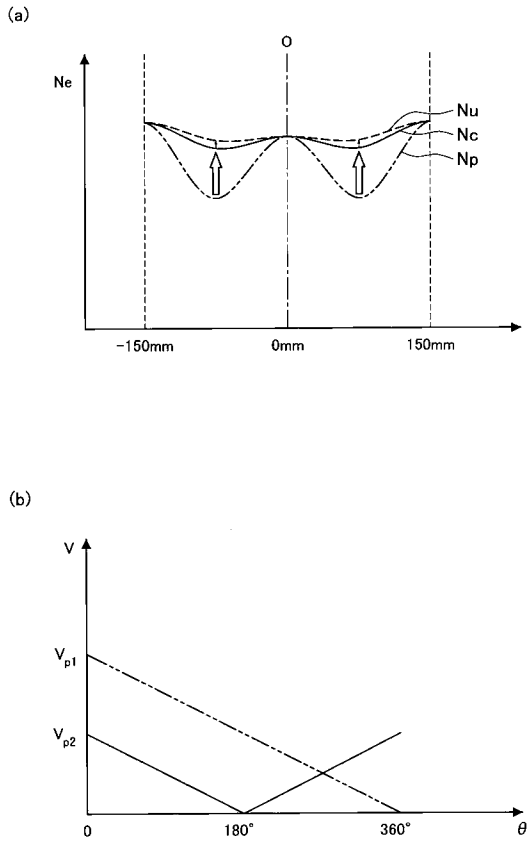 (a)
O
Ne
Nu
Nc
Np
-150mm 0mm 150mm
(b)
V
Vp1
Vp2
0 180° 360° θ